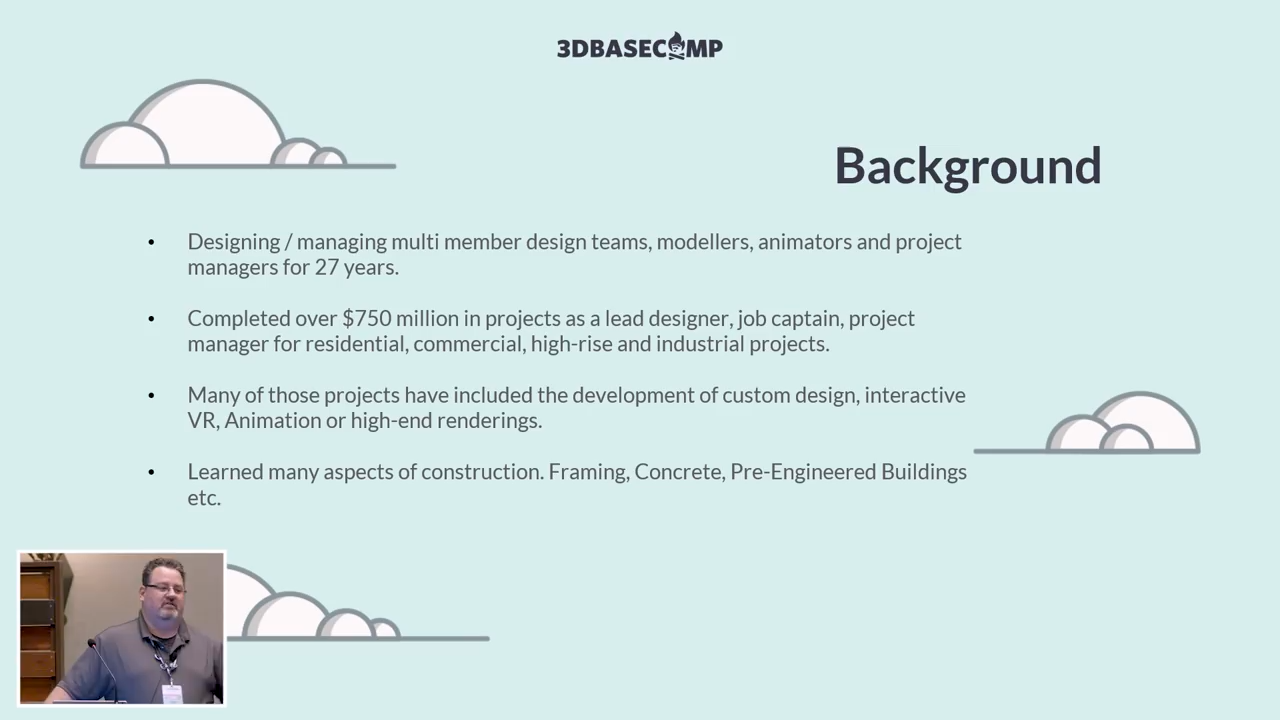 3DBASECAMP
Background
• Designing / managing multi member design teams, modellers, animators and project
managers for 27 years.
• Completed over $750 million in projects as a lead designer, job captain, project
manager for residential, commercial, high-rise and industrial projects.
• Many of those projects have included the development of custom design, interactive
VR, Animation or high-end renderings.
• Learned many aspects of construction. Framing, Concrete, Pre-Engineered Buildings
etc.